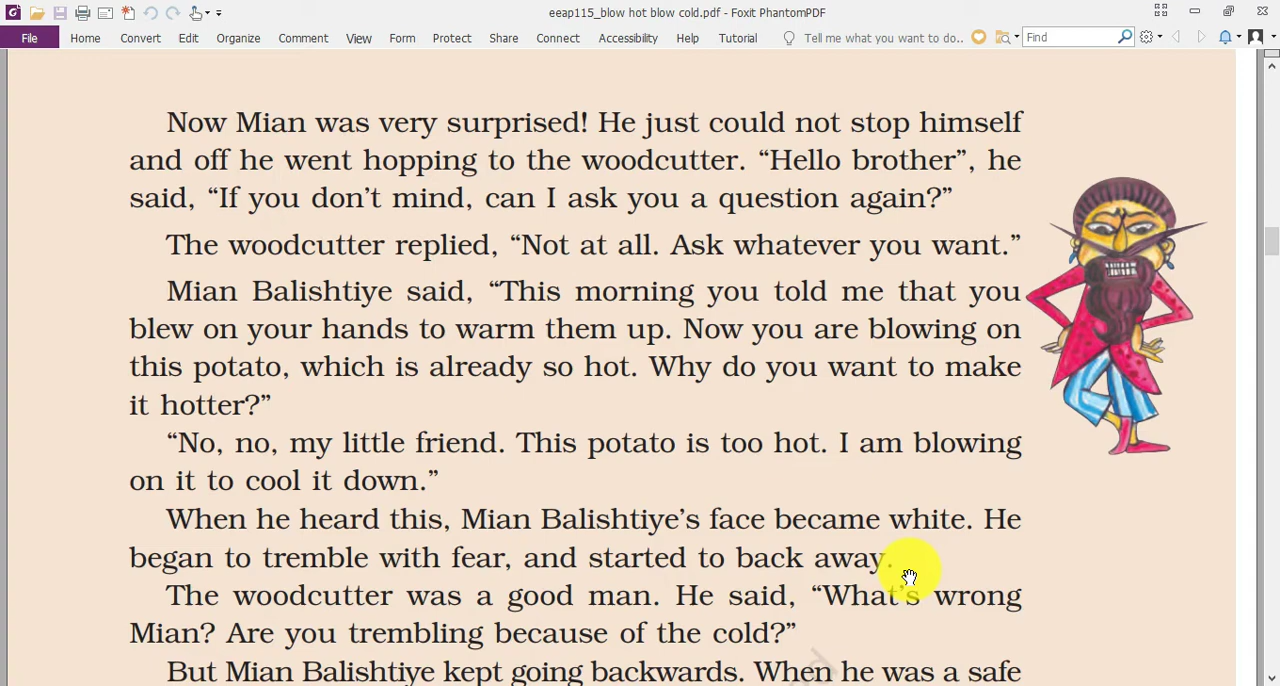 eeap115_blow hot blow cold.pdf - Foxit PhantomPDF
File Home Convert Edit Organize Comment View Form Protect Share Connect Accessibility Help Tutorial Tell me what you want to do.. Find
Now Mian was very surprised! He just could not stop himself
and off he went hopping to the woodcutter. “Hello brother”, he
said, “If you don’t mind, can I ask you a question again?”
The woodcutter replied, “Not at all. Ask whatever you want.”
Mian Balishtiye said, “This morning you told me that you
blew on your hands to warm them up. Now you are blowing on
this potato, which is already so hot. Why do you want to make
it hotter?”
“No, no, my little friend. This potato is too hot. I am blowing
on it to cool it down.”
When he heard this, Mian Balishtiye’s face became white. He
began to tremble with fear, and started to back away.
The woodcutter was a good man. He said, “What’s wrong
Mian? Are you trembling because of the cold?”
But Mian Balishtiye kept going backwards. When he was a safe